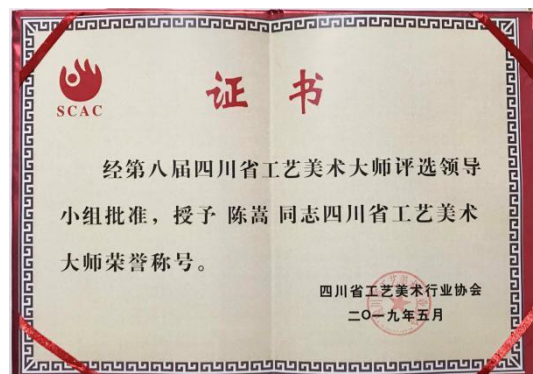 SCAC
证书
经第八届四川省工艺美术大师评选领导
小组批准，授予 陈嵩 同志四川省工艺美术
大师荣誉称号。
四川省工艺美术行业协会
二〇一九年五月